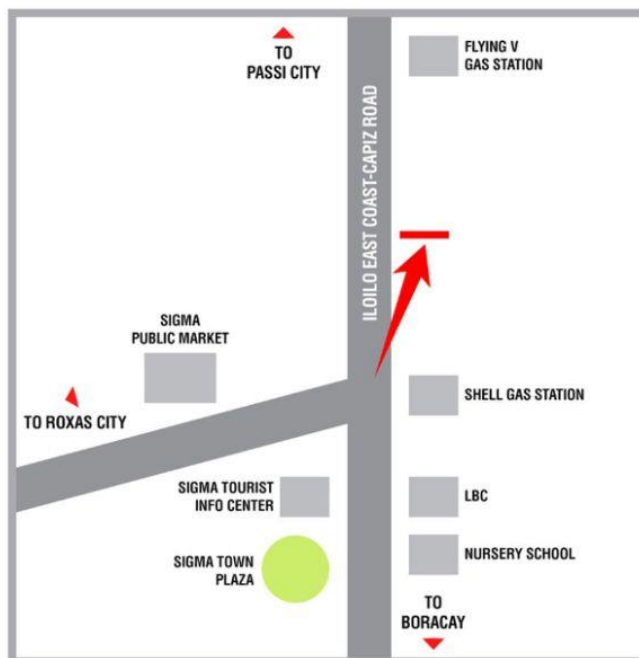 TO
PASSI CITY
FLYING V
GAS STATION
ILOILO EAST COAST-CAPIZ ROAD
SIGMA
PUBLIC MARKET
TO ROXAS CITY
SHELL GAS STATION
SIGMA TOURIST
INFO CENTER
LBC
SIGMA TOWN
PLAZA
NURSERY SCHOOL
TO
BORACAY